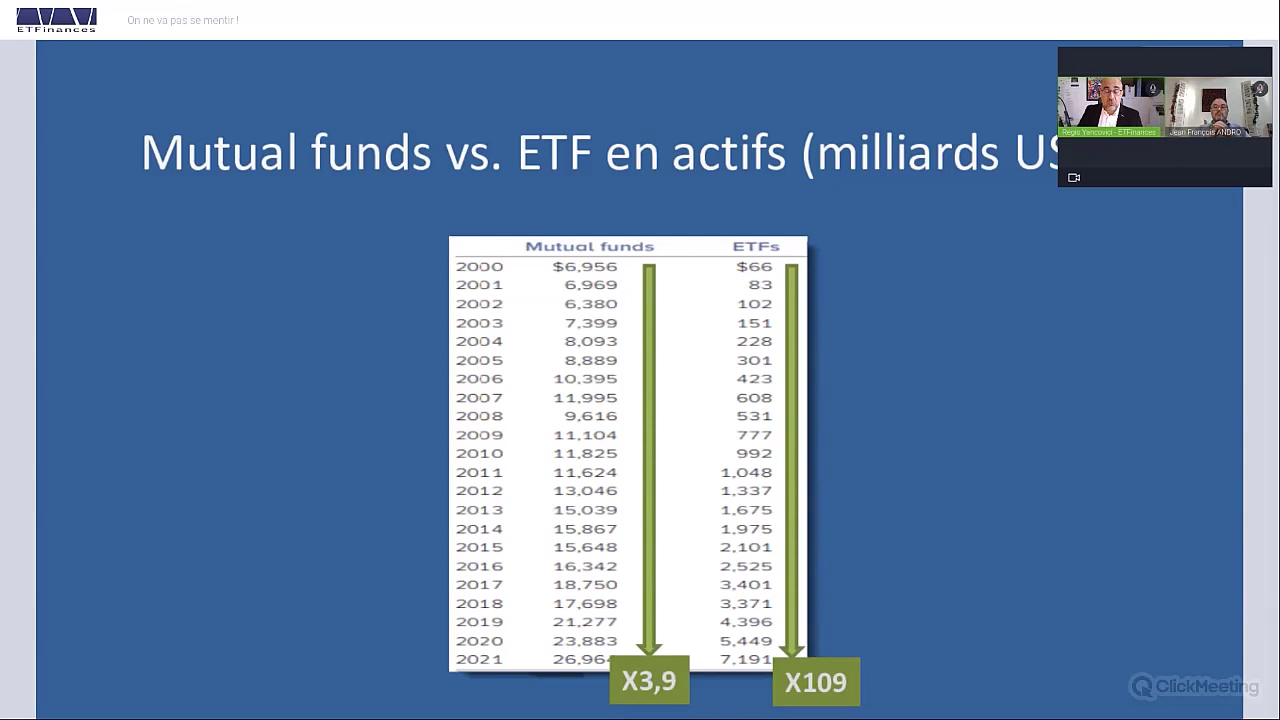 ETFinances
On ne va pas se mentir !
Régis Yancovici - ETFinances
Jean François ANDRO
Mutual funds vs. ETF en actifs (milliards US
Mutual funds ETFs
2000 $6,956 $66
2001 6,969 83
2002 6,380 102
2003 7,399 151
2004 8,093 228
2005 8,889 301
2006 10,395 423
2007 11,995 608
2008 9,616 531
2009 11,104 777
2010 11,825 992
2011 11,624 1,048
2012 13,046 1,337
2013 15,039 1,675
2014 15,867 1,975
2015 15,648 2,101
2016 16,342 2,525
2017 18,750 3,401
2018 17,698 3,371
2019 21,277 4,396
2020 23,883 5,449
2021 26,964 7,191
X3,9 X109
ClickMeeting